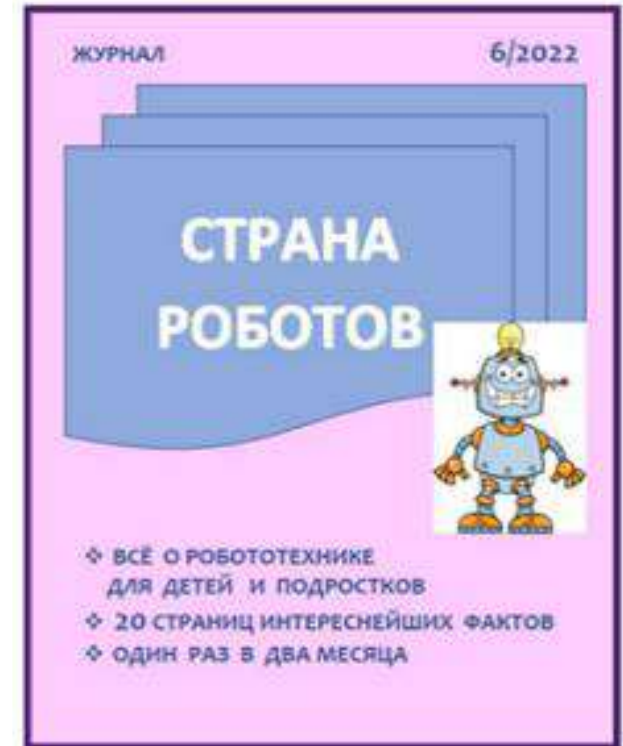 ЖУРНАЛ 6/2022
СТРАНА
РОБОТОВ
❖ ВСЁ О РОБОТОТЕХНИКЕ
ДЛЯ ДЕТЕЙ И ПОДРОСТКОВ
❖ 20 СТРАНИЦ ИНТЕРЕСНЕЙШИХ ФАКТОВ
❖ ОДИН РАЗ В ДВА МЕСЯЦА